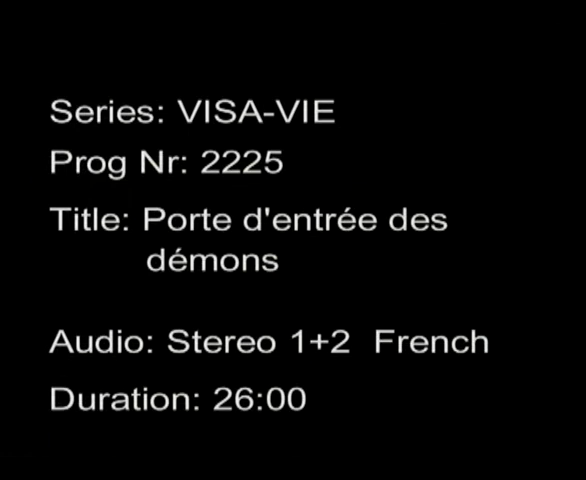 Series: VISA-VIE
Prog Nr: 2225
Title: Porte d'entrée des
démons
Audio: Stereo 1+2 French
Duration: 26:00